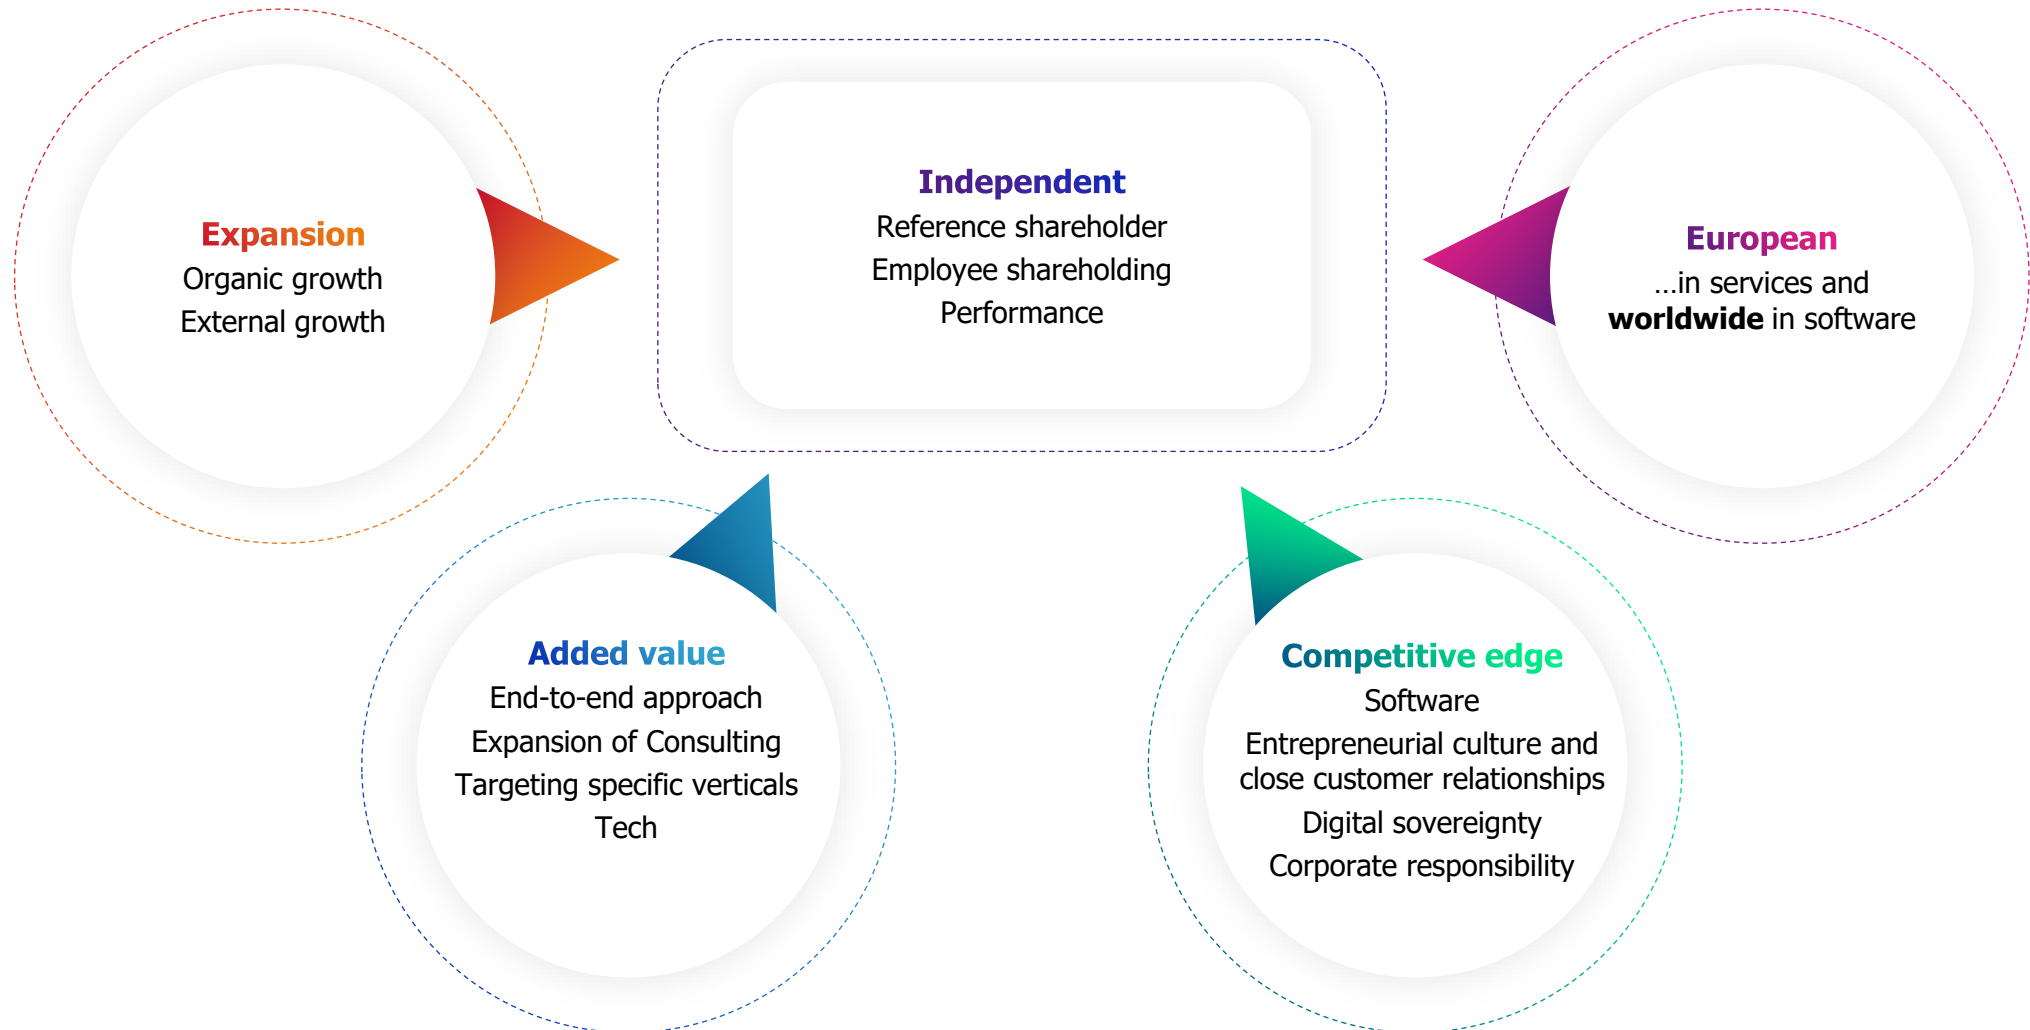 Expansion
Organic growth
External growth
Independent
Reference shareholder
Employee shareholding
Performance
European
…in services and
worldwide in software
Added value
End-to-end approach
Expansion of Consulting
Targeting specific verticals
Tech
Competitive edge
Software
Entrepreneurial culture and
close customer relationships
Digital sovereignty
Corporate responsibility